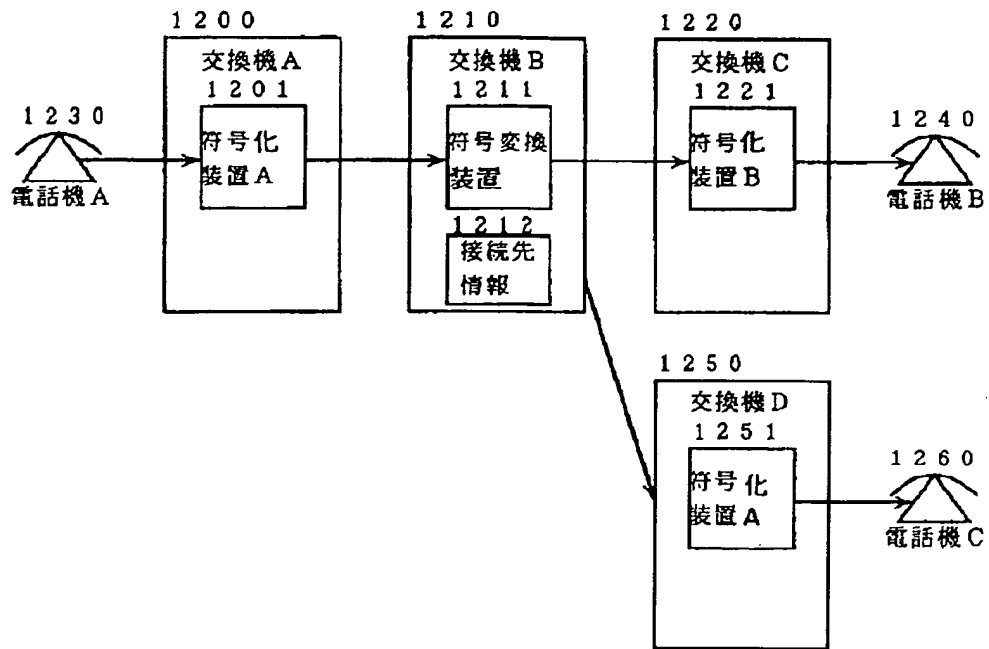 1200
交換機A
1201
符号化
装置A
1210
交換機B
1211
符号変換
装置
1212
接続先
情報
1220
交換機C
1221
符号化
装置B
1230
電話機A
1240
電話機B
1250
交換機D
1251
符号化
装置A
1260
電話機C